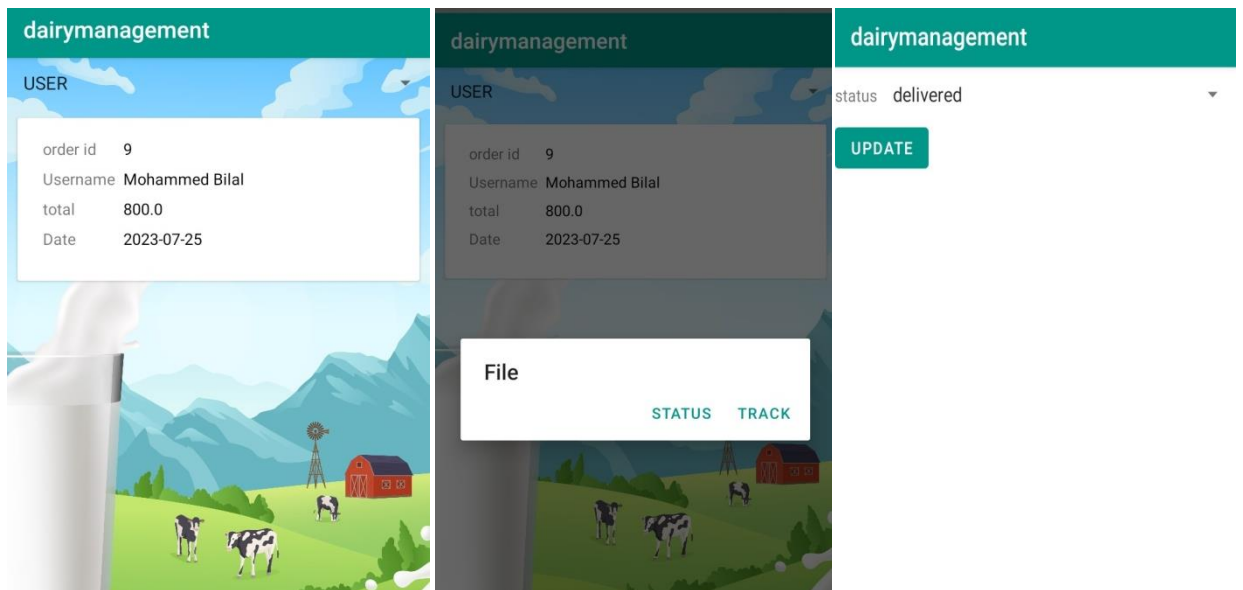 dairymanagement
USER
order id 9
Username Mohammed Bilal
total 800.0
Date 2023-07-25
dairymanagement
USER
order id 9
Username Mohammed Bilal
total 800.0
Date 2023-07-25
File
STATUS TRACK
dairymanagement
status delivered
UPDATE